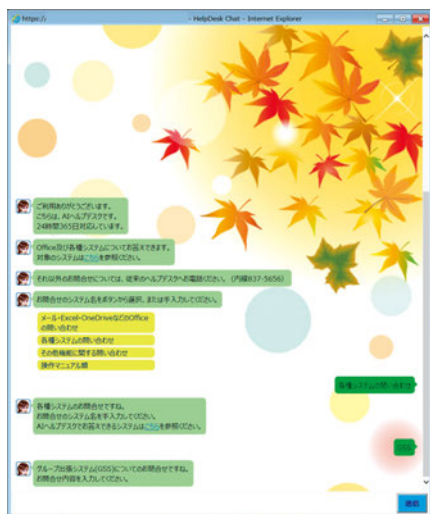 https://
- HelpDesk Chat - Internet Explorer
ご利用ありがとうございます。
こちらは、AIヘルプデスクです。
24時間365日対応しています。
Office及び各種システムについてお答えできます。
対象のシステムはこちらを参照ください。
それ以外のお問合せについては、従来のヘルプデスクへお電話ください。（内線837-5656）
お問合せのシステム名をボタンから選択、または手入力してください。
メール・Excel・OneDriveなどのOffice
の問い合わせ
各種システムの問い合わせ
その他機能に関する問い合わせ
操作マニュアル類
各種システムの問い合わせ
各種システムのお問合せですね。
お問合せのシステム名を手入力してください。
AIヘルプデスクでお答えできるシステムはこちらを参照ください。
GSS
グループ出張システム(GSS)についてのお問合せですね。
お問合せ内容を入力してください。
送信